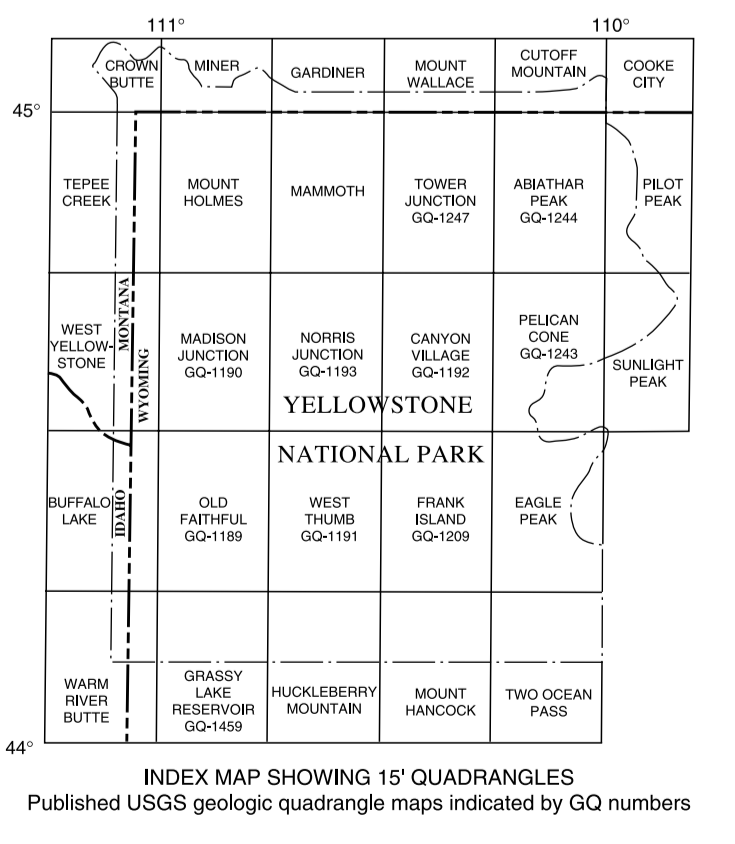 111°
110°
CROWN
BUTTE
MINER
GARDINER
MOUNT
WALLACE
CUTOFF
MOUNTAIN
COOKE
CITY
45°
TEPEE
CREEK
MOUNT
HOLMES
MAMMOTH
TOWER
JUNCTION
GQ-1247
ABIATHAR
PEAK
GQ-1244
PILOT
PEAK
WEST
YELLOW-
STONE
MONTANA
WYOMING
MADISON
JUNCTION
GQ-1190
NORRIS
JUNCTION
GQ-1193
CANYON
VILLAGE
GQ-1192
PELICAN
CONE
GQ-1243
SUNLIGHT
PEAK
YELLOWSTONE
NATIONAL PARK
BUFFALO
LAKE
IDAHO
OLD
FAITHFUL
GQ-1189
WEST
THUMB
GQ-1191
FRANK
ISLAND
GQ-1209
EAGLE
PEAK
WARM
RIVER
BUTTE
GRASSY
LAKE
RESERVOIR
GQ-1459
HUCKLEBERRY
MOUNTAIN
MOUNT
HANCOCK
TWO OCEAN
PASS
44°
INDEX MAP SHOWING 15' QUADRANGLES
Published USGS geologic quadrangle maps indicated by GQ numbers